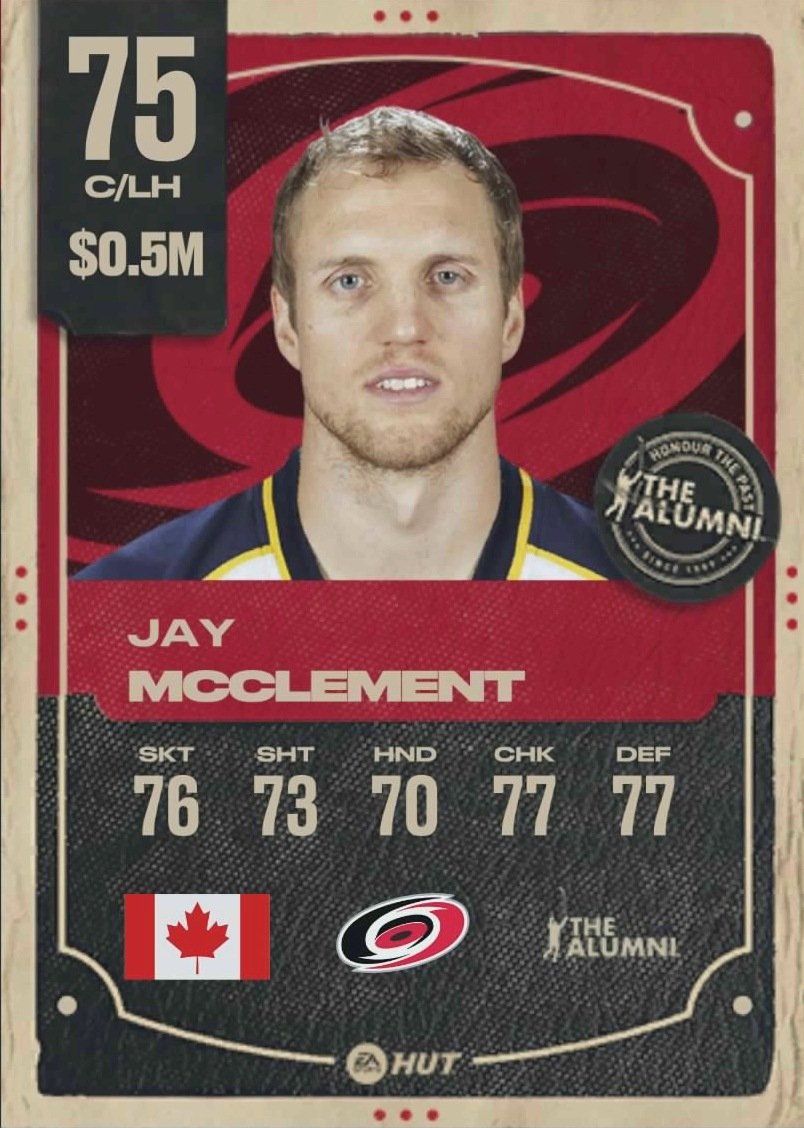 75
C/LH
$0.5M
HONOUR THE PAST
THE
ALUMNI
JAY
MCCLEMENT
SKT SHT HND CHK DEF
76 73 70 77 77
THE
ALUMNI
EA
HUT